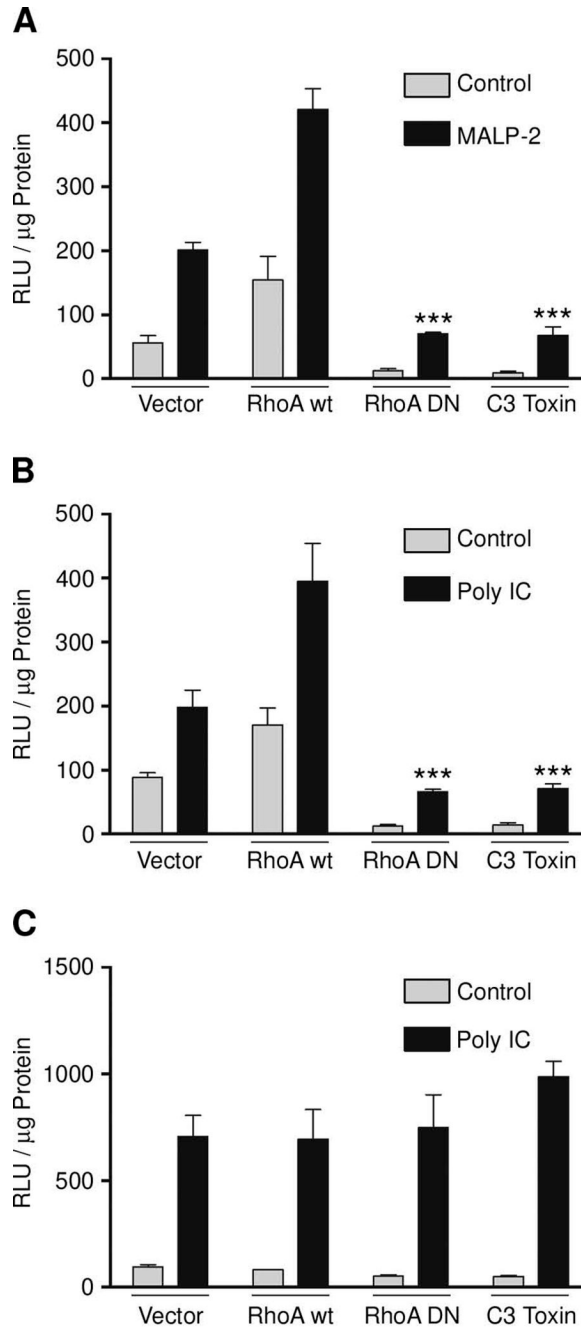 A
500
400
300
200
100
0
RLU / μg Protein
Control
MALP-2
*** ***
Vector RhoA wt RhoA DN C3 Toxin
B
500
400
300
200
100
0
RLU / μg Protein
Control
Poly IC
*** ***
Vector RhoA wt RhoA DN C3 Toxin
C
1500
1000
500
0
RLU / μg Protein
Control
Poly IC
Vector RhoA wt RhoA DN C3 Toxin